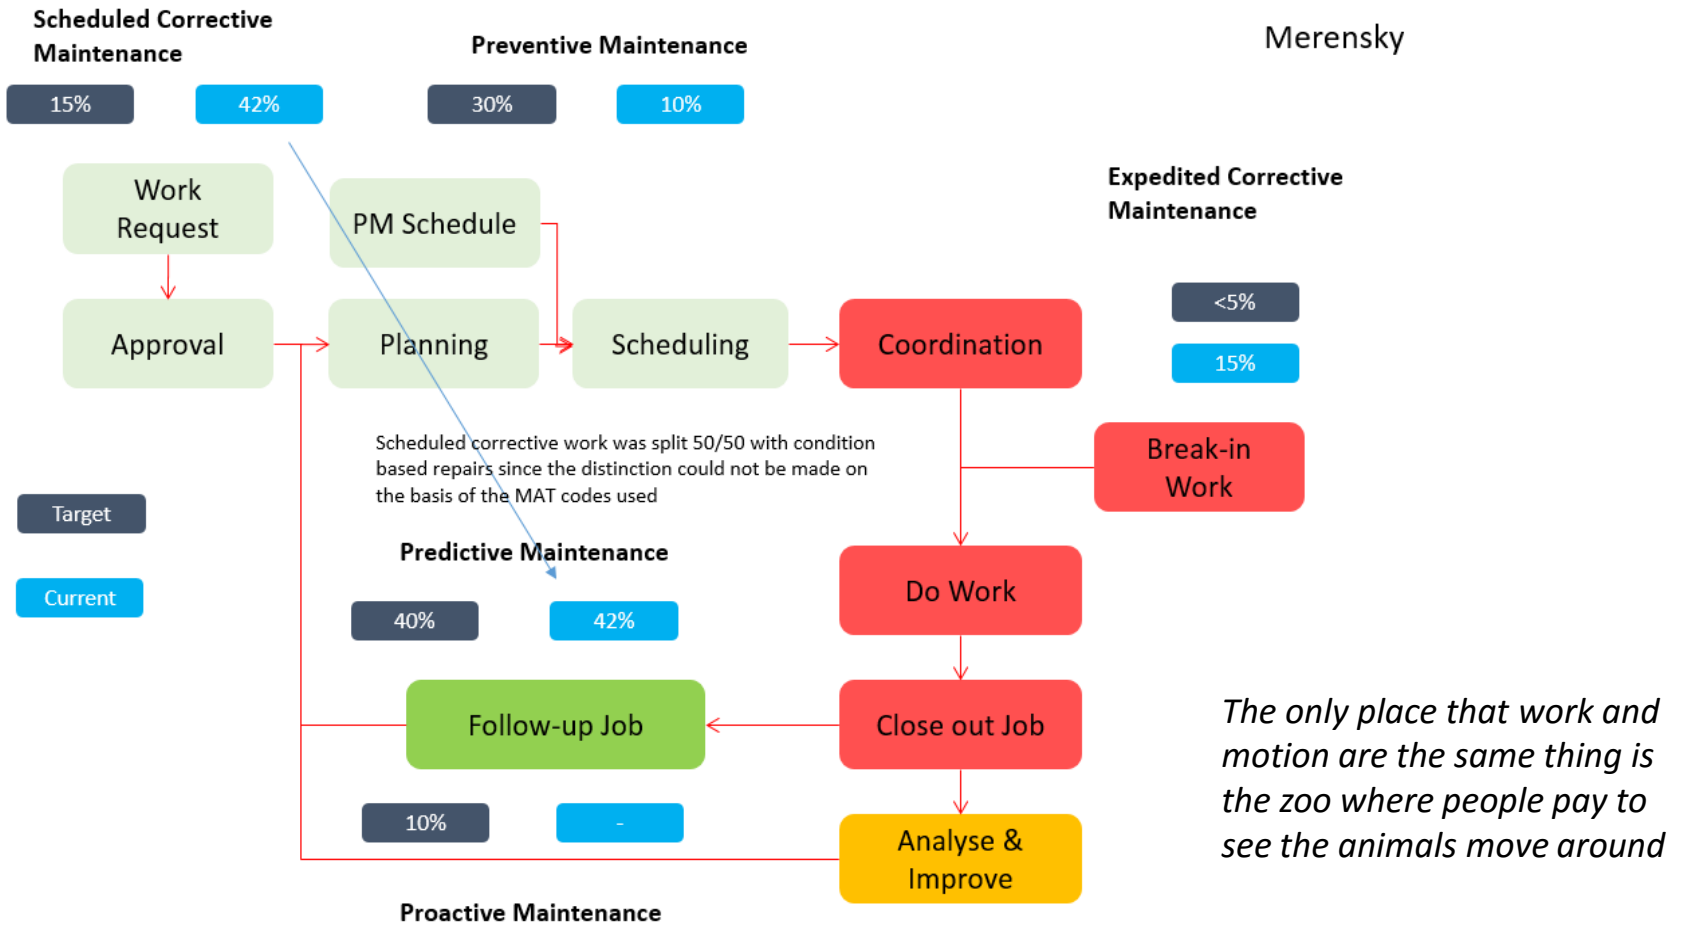 Scheduled Corrective
Maintenance
Preventive Maintenance
Merensky
15%
42%
30%
10%
Expedited Corrective
Maintenance
Work
Request
PM Schedule
<5%
15%
Approval
Planning
Scheduling
Coordination
Scheduled corrective work was split 50/50 with condition
based repairs since the distinction could not be made on
the basis of the MAT codes used
Break-in
Work
Target
Current
Predictive Maintenance
40%
42%
Do Work
Follow-up Job
Close out Job
10%
-
Analyse &
Improve
Proactive Maintenance
The only place that work and
motion are the same thing is
the zoo where people pay to
see the animals move around